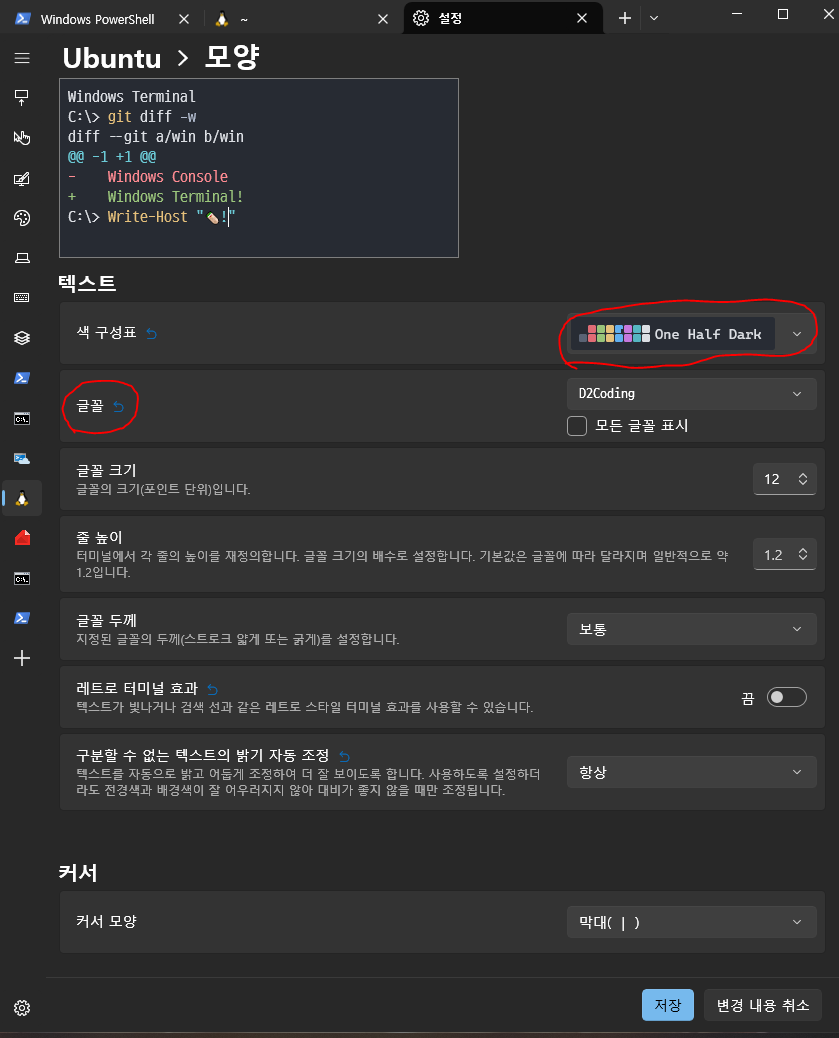 Windows PowerShell
~
설정
Ubuntu > 모양
Windows Terminal
C:\> git diff -w
diff --git a/win b/win
@@ -1 +1 @@
-    Windows Console
+    Windows Terminal!
C:\> Write-Host "🪟!"
텍스트
색 구성표
One Half Dark
글꼴
D2Coding
모든 글꼴 표시
글꼴 크기
글꼴의 크기(포인트 단위)입니다.
12
줄 높이
터미널에서 각 줄의 높이를 재정의합니다. 글꼴 크기의 배수로 설정합니다. 기본값은 글꼴에 따라 달라지며 일반적으로 약
1.2입니다.
1.2
글꼴 두께
지정된 글꼴의 두께(스트로크 얇게 또는 굵게)를 설정합니다.
보통
레트로 터미널 효과
텍스트가 빛나거나 검색 선과 같은 레트로 스타일 터미널 효과를 사용할 수 있습니다.
끔
구분할 수 없는 텍스트의 밝기 자동 조정
텍스트를 자동으로 밝고 어둡게 조정하여 더 잘 보이도록 합니다. 사용하도록 설정하더
라도 전경색과 배경색이 잘 어우러지지 않아 대비가 좋지 않을 때만 조정됩니다.
항상
커서
커서 모양
막대( | )
저장
변경 내용 취소